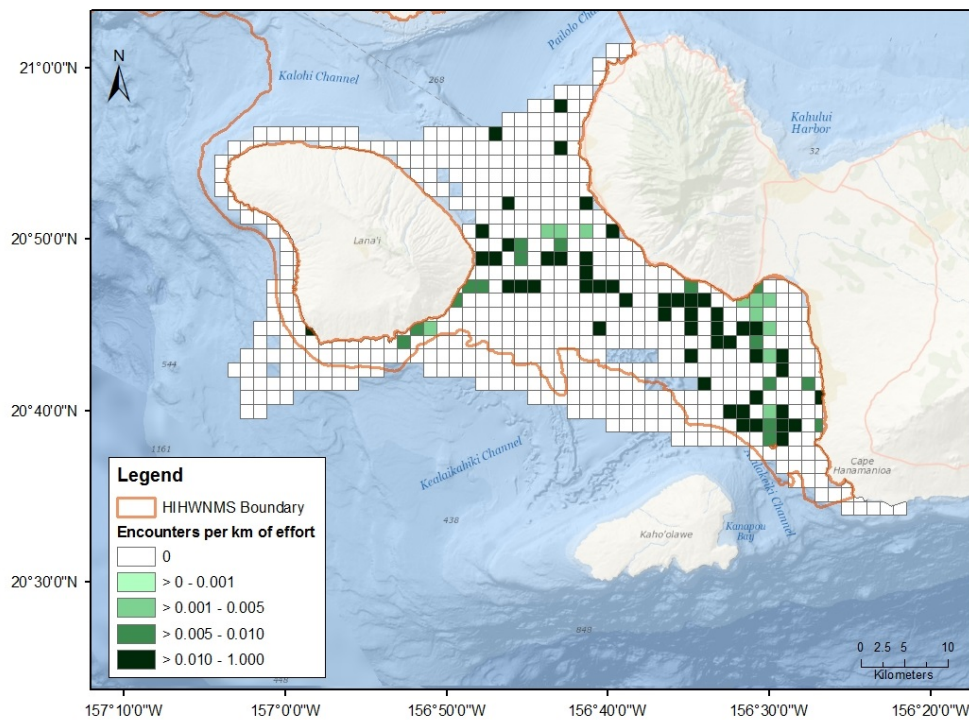 Pailolo Cha
21°0'0"N
N
Kalohi Channel
268
Kahului
Harbor
32
20°50'0"N
Lana'i
544
20°40'0"N
1161
Kealaikahiki Channel
Cape
Hanamanioa
Alalakeiki Channel
Legend
HIHWNMS Boundary
Encounters per km of effort
0
> 0 - 0.001
> 0.001 - 0.005
> 0.005 - 0.010
> 0.010 - 1.000
438
Kaho'olawe
Kanapou
Bay
20°30'0"N
848
448
0 2.5 5 10
Kilometers
157°10'0"W 157°0'0"W 156°50'0"W 156°40'0"W 156°30'0"W 156°20'0"W